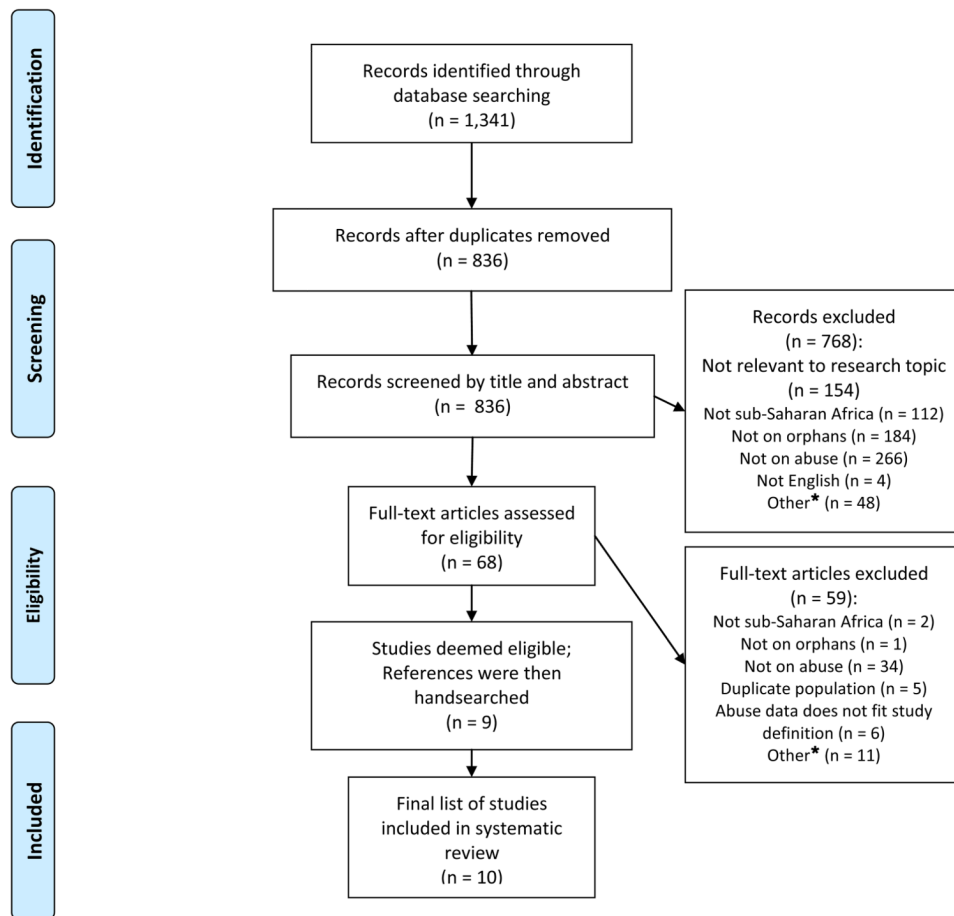 Identification
Records identified through
database searching
(n = 1,341)
Records after duplicates removed
(n = 836)
Screening
Records screened by title and abstract
(n =  836)
Records excluded
(n = 768):
Not relevant to research topic
(n = 154)
Not sub-Saharan Africa (n = 112)
Not on orphans (n = 184)
Not on abuse (n = 266)
Not English (n = 4)
Other* (n = 48)
Eligibility
Full-text articles assessed
for eligibility
(n = 68)
Full-text articles excluded
(n = 59):
Not sub-Saharan Africa (n = 2)
Not on orphans (n = 1)
Not on abuse (n = 34)
Duplicate population (n = 5)
Abuse data does not fit study
definition (n = 6)
Other* (n = 11)
Studies deemed eligible;
References were then
handsearched
(n = 9)
Included
Final list of studies
included in systematic
review
(n = 10)